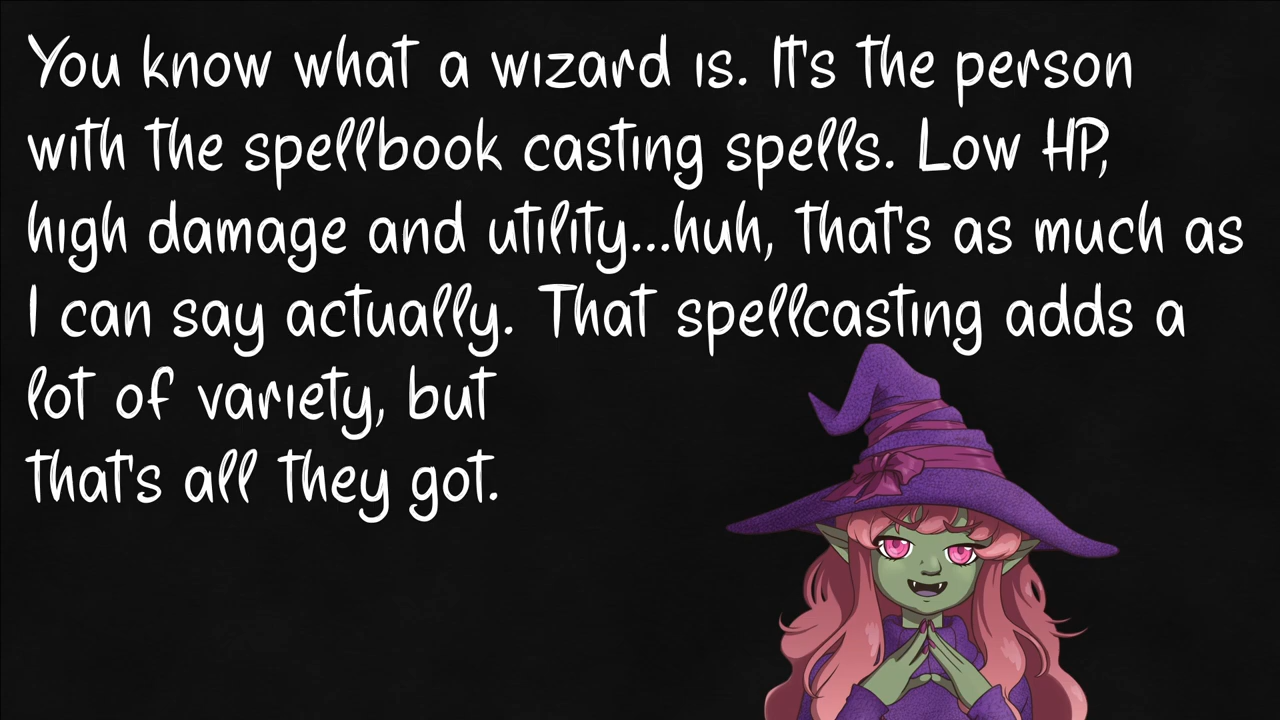 You know what a wizard is. It's the person
with the spellbook casting spells. Low HP,
high damage and utility...huh, that's as much as
I can say actually. That spellcasting adds a
lot of variety, but
that's all they got.